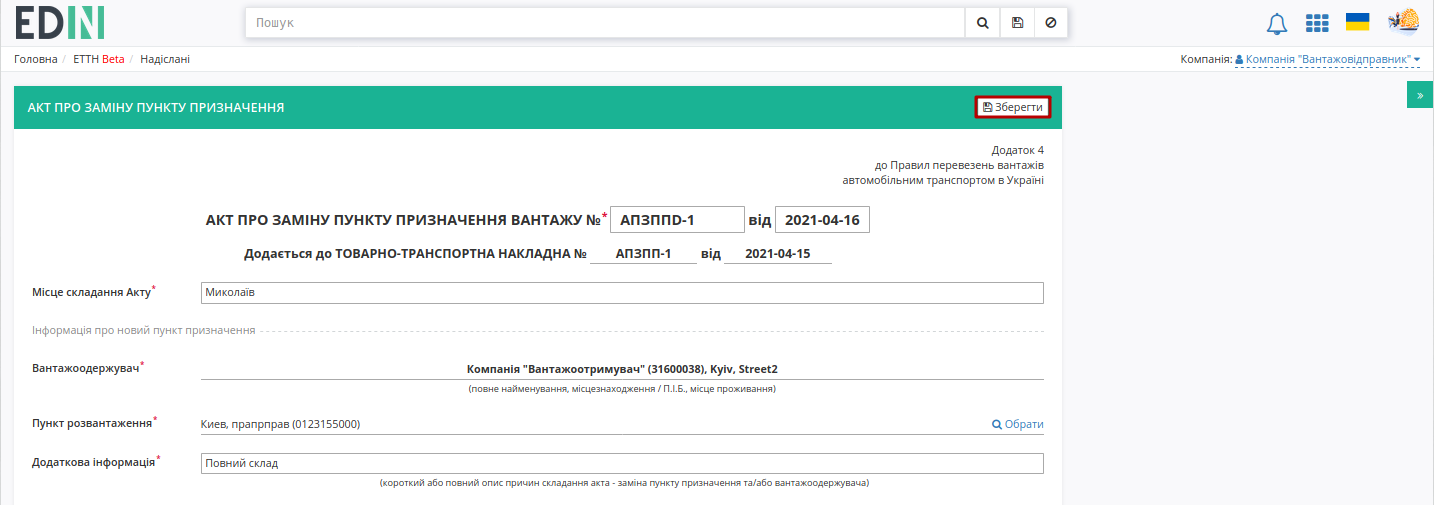 EDIN
Пошук
Головна / ЕТТН Beta / Надіслані
Компанія: Компанія "Вантажовідправник"
»
АКТ ПРО ЗАМІНУ ПУНКТУ ПРИЗНАЧЕННЯ
Зберегти
Додаток 4
до Правил перевезень вантажів
автомобільним транспортом в Україні
АКТ ПРО ЗАМІНУ ПУНКТУ ПРИЗНАЧЕННЯ ВАНТАЖУ №* АПЗППD-1 від 2021-04-16
Додається до ТОВАРНО-ТРАНСПОРТНА НАКЛАДНА № АПЗПП-1 від 2021-04-15
Місце складання Акту* Миколаїв
Інформація про новий пункт призначення
Вантажоодержувач* Компанія "Вантажоотримувач" (31600038), Kyiv, Street2
(повне найменування, місцезнаходження / П.І.Б., місце проживання)
Пункт розвантаження* Киев, прапрправ (0123155000) Обрати
Додаткова інформація* Повний склад
(короткий або повний опис причин складання акта - заміна пункту призначення та/або вантажоодержувача)